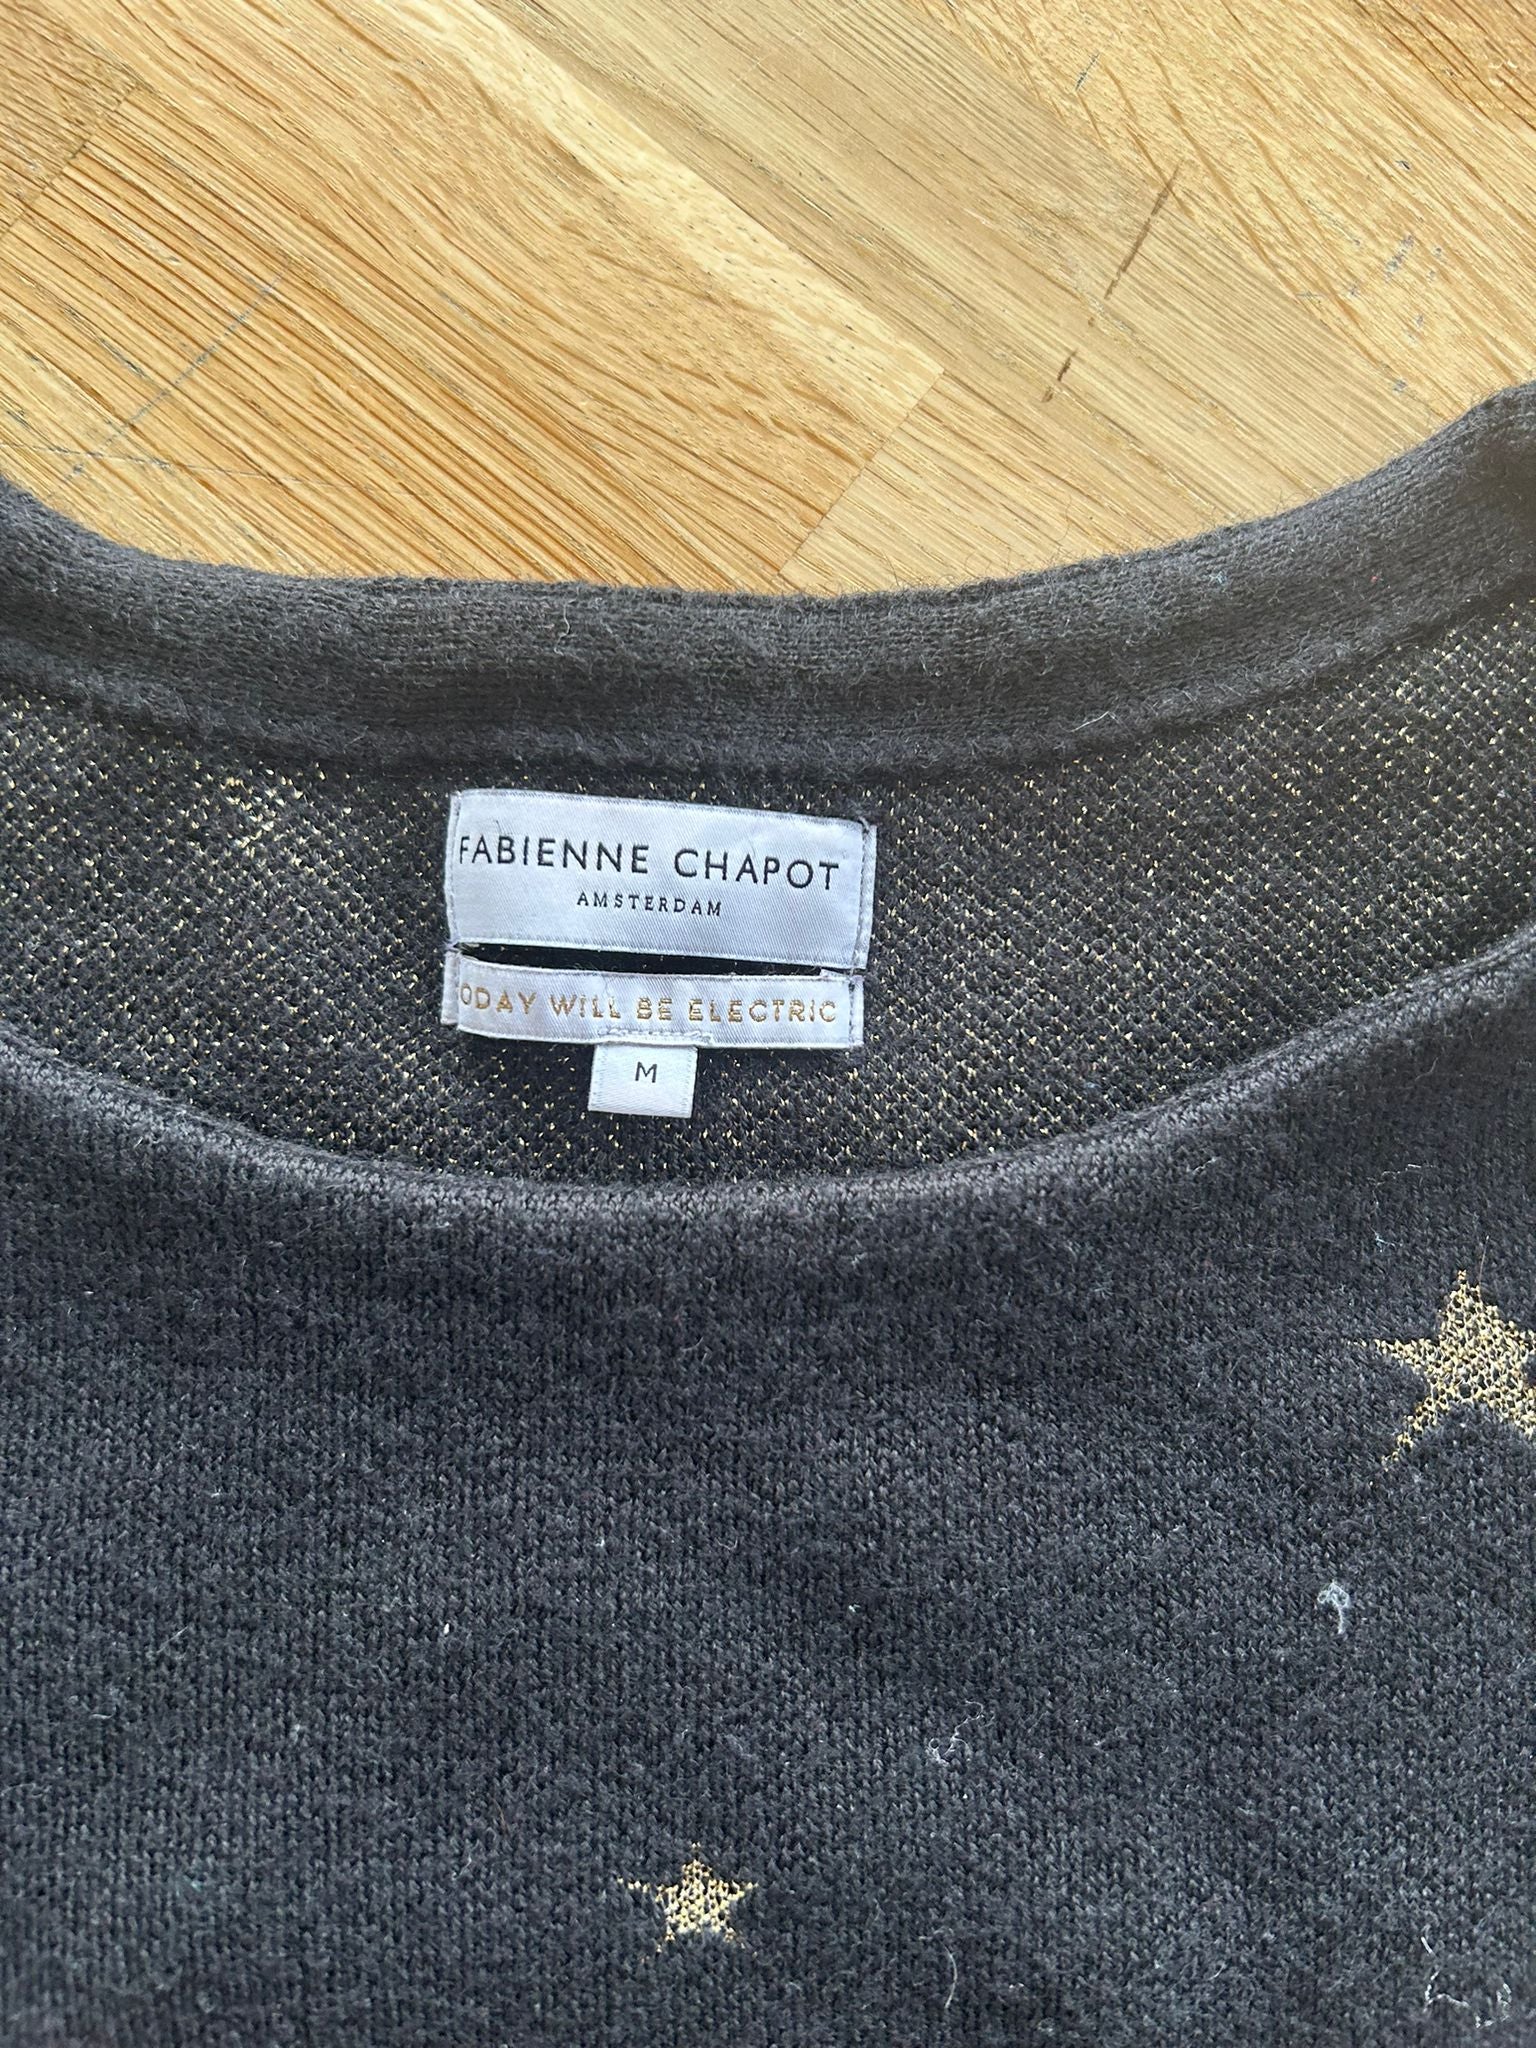 FABIENNE CHAPOT
AMSTERDAM
ODAY WILL BE ELECTRIC
M